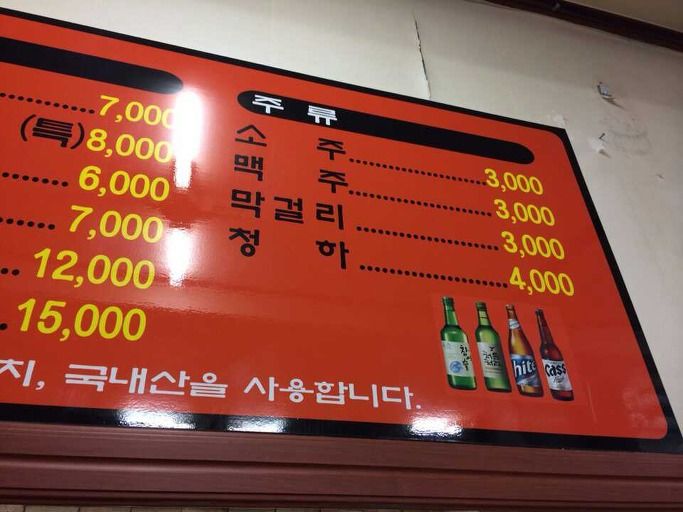 7,000
(특)8,000
6,000
7,000
12,000
15,000
주 류
소 주 3,000
맥 주 3,000
막걸리 3,000
청 하 4,000
hite
Cass
치, 국내산을 사용합니다.